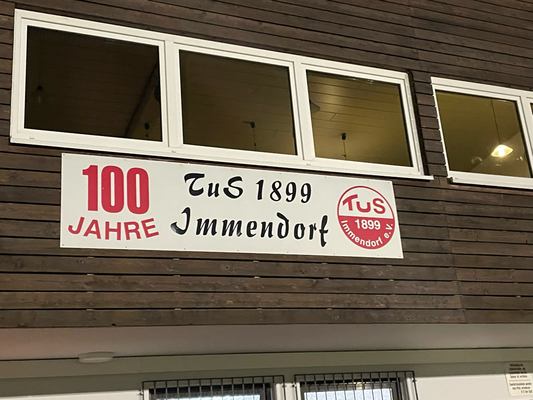 100
JAHRE
TuS 1899
Immendorf
TuS
1899
Immendorf e.V.